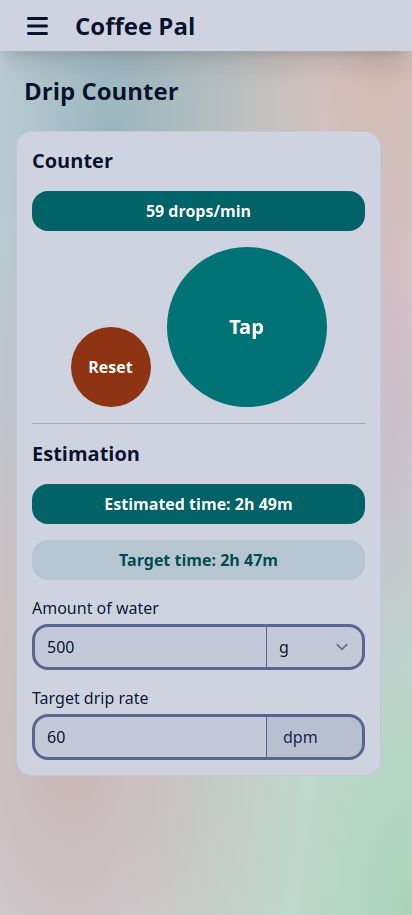 Coffee Pal
Drip Counter
Counter
59 drops/min
Reset
Tap
Estimation
Estimated time: 2h 49m
Target time: 2h 47m
Amount of water
500
g
Target drip rate
60
dpm